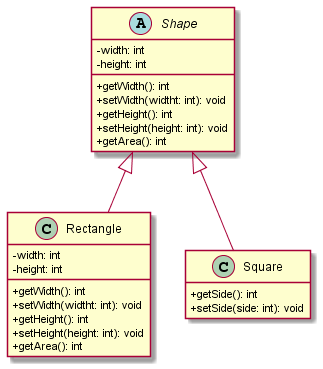 A Shape
-width: int
-height: int
+getWidth(): int
+setWidth(widtht: int): void
+getHeight(): int
+setHeight(height: int): void
+getArea(): int
C Rectangle
-width: int
-height: int
+getWidth(): int
+setWidth(widtht: int): void
+getHeight(): int
+setHeight(height: int): void
+getArea(): int
C Square
+getSide(): int
+setSide(side: int): void